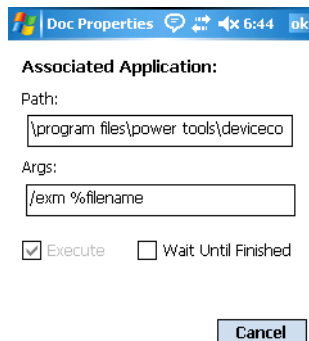 Doc Properties 6:44 ok
Associated Application:
Path:
\program files\power tools\deviceco
Args:
/exm %filename
Execute Wait Until Finished
Cancel